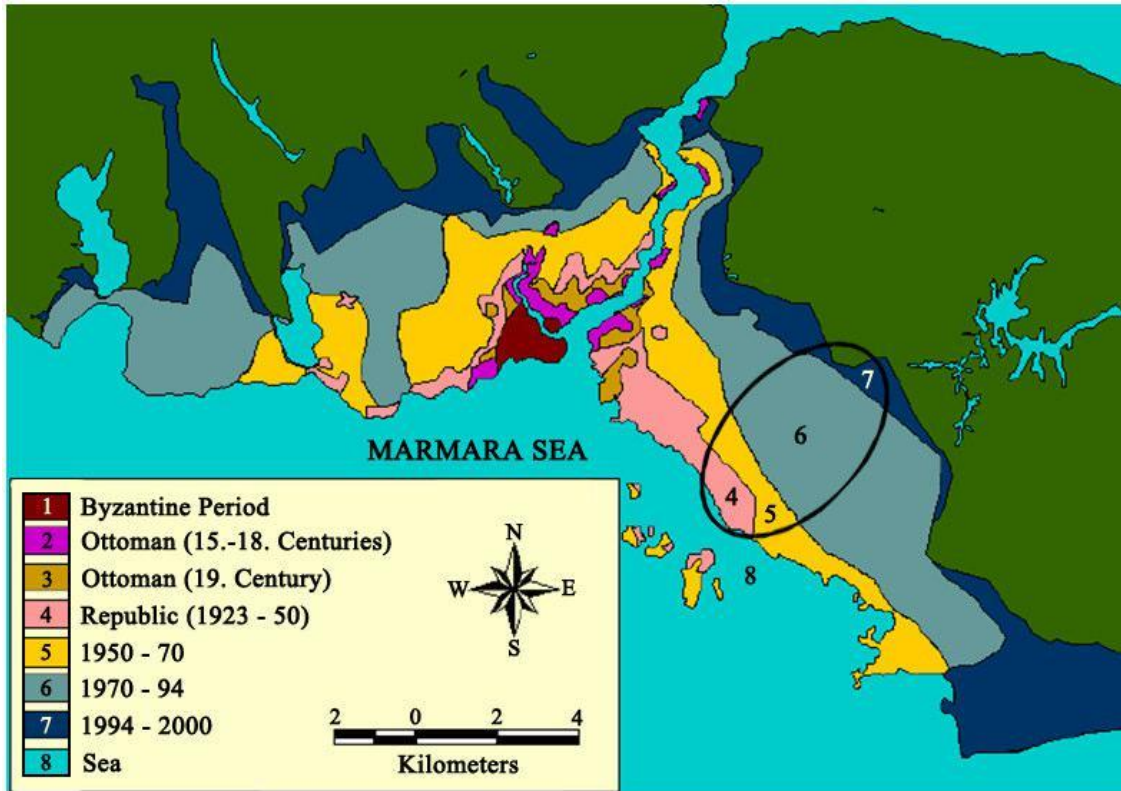 7
6
4
5
8
MARMARA SEA
1 Byzantine Period
2 Ottoman (15.-18. Centuries)
3 Ottoman (19. Century)
4 Republic (1923 - 50)
5 1950 - 70
6 1970 - 94
7 1994 - 2000
8 Sea
N
W E
S
2 0 2 4
Kilometers